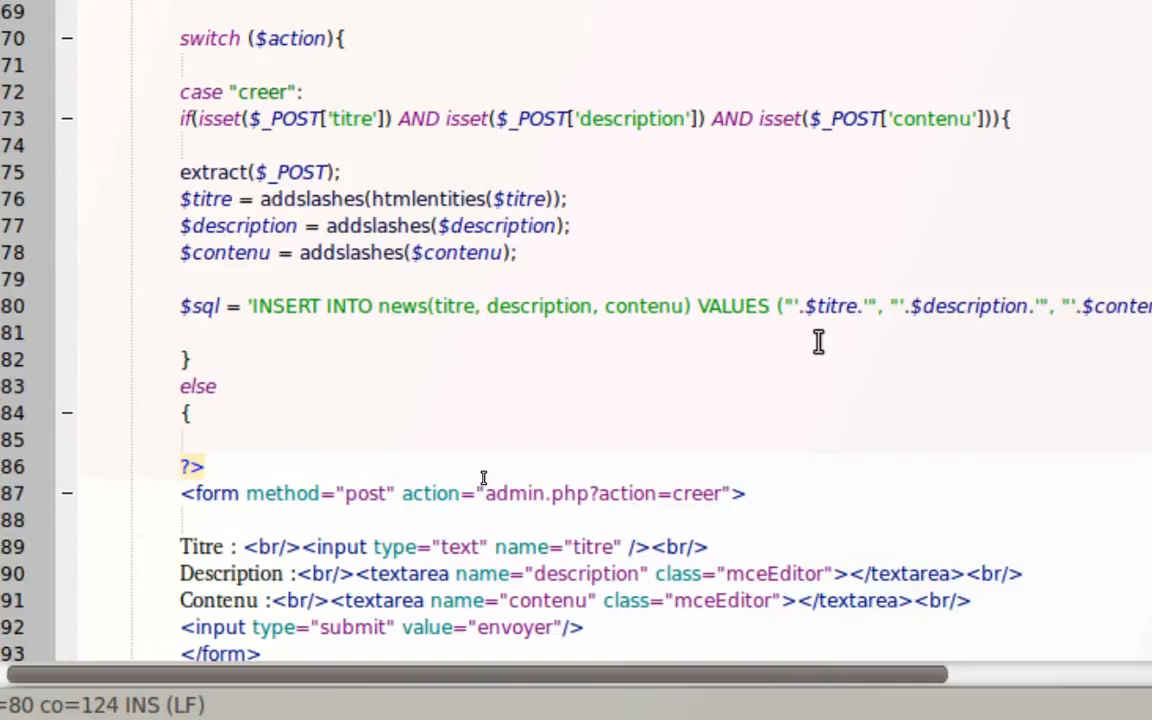 69
70 switch ($action){
71
72 case "creer":
73 if(isset($_POST['titre']) AND isset($_POST['description']) AND isset($_POST['contenu'])){
74
75 extract($_POST);
76 $titre = addslashes(htmlentities($titre));
77 $description = addslashes($description);
78 $contenu = addslashes($contenu);
79
80 $sql = 'INSERT INTO news(titre, description, contenu) VALUES ("'.$titre.'", "'.$description.'", "'.$conten
81
82 }
83 else
84 {
85
86 ?>
87 <form method="post" action="admin.php?action=creer">
88
89 Titre : <br/><input type="text" name="titre" /><br/>
90 Description :<br/><textarea name="description" class="mceEditor"></textarea><br/>
91 Contenu :<br/><textarea name="contenu" class="mceEditor"></textarea><br/>
92 <input type="submit" value="envoyer"/>
93 </form>
=80 co=124 INS (LF)